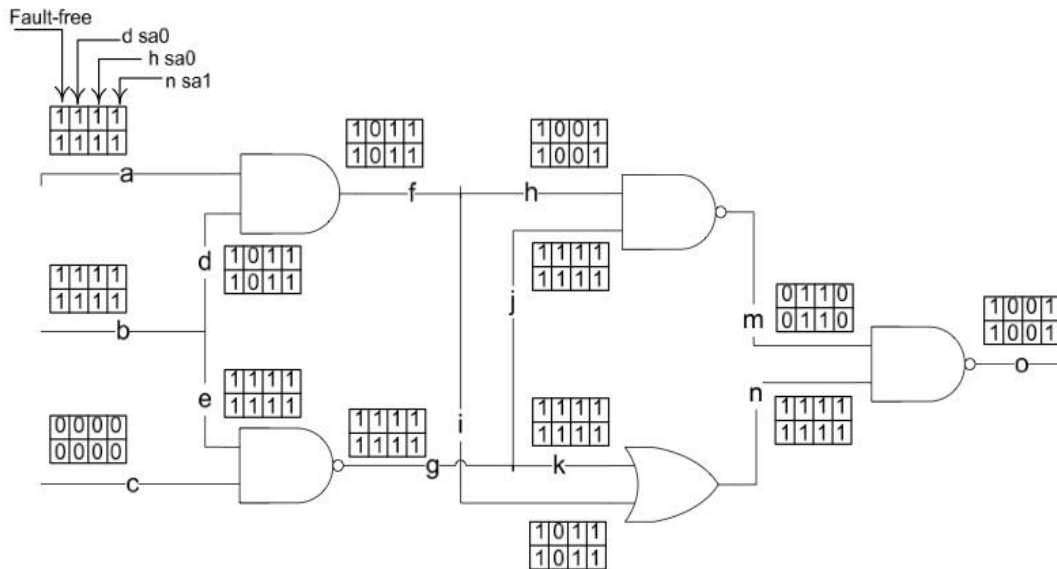 Fault-free
d sa0
h sa0
n sa1
1 1 1 1
1 1 1 1
a
1 0 1 1
1 0 1 1
f
1 0 0 1
1 0 0 1
h
d
1 0 1 1
1 0 1 1
1 1 1 1
1 1 1 1
1 1 1 1
1 1 1 1
b
j
0 1 1 0
0 1 1 0
m
1 0 0 1
1 0 0 1
o
e
1 1 1 1
1 1 1 1
n
1 1 1 1
1 1 1 1
0 0 0 0
0 0 0 0
c
1 1 1 1
1 1 1 1
g
i
1 1 1 1
1 1 1 1
k
1 0 1 1
1 0 1 1